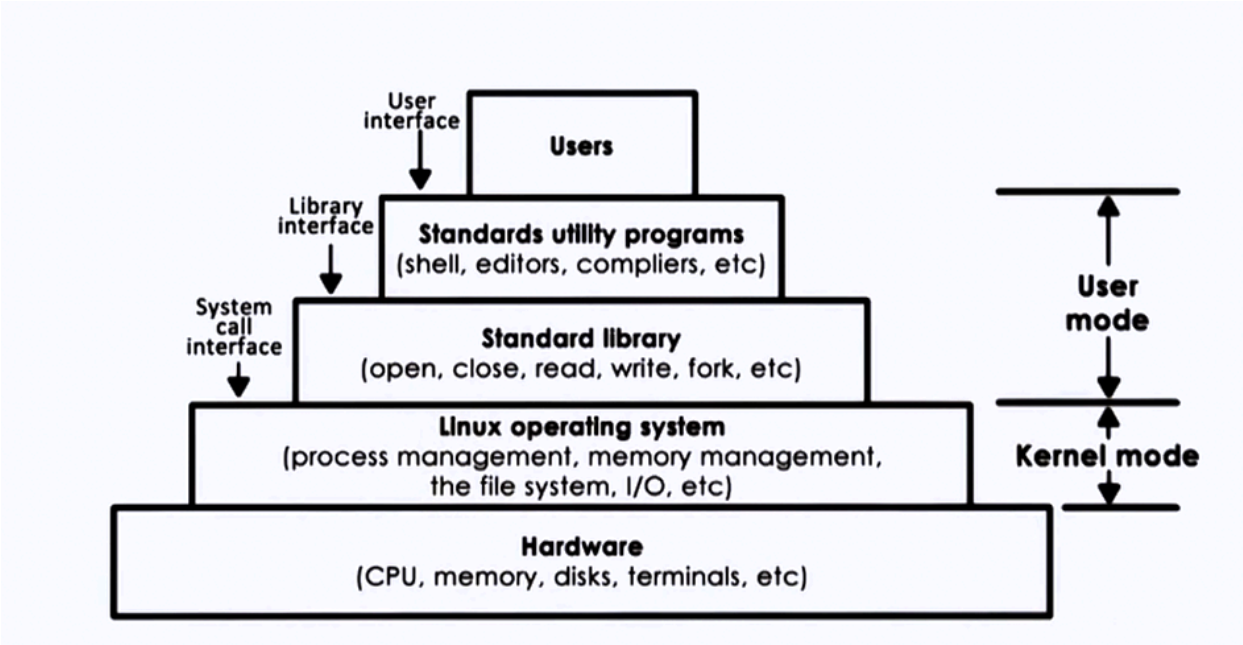 User
interface
Users
Library
interface
Standards utility programs
(shell, editors, compliers, etc)
System
call
interface
Standard library
(open, close, read, write, fork, etc)
User
mode
Linux operating system
(process management, memory management,
the file system, I/O, etc)
Kernel mode
Hardware
(CPU, memory, disks, terminals, etc)